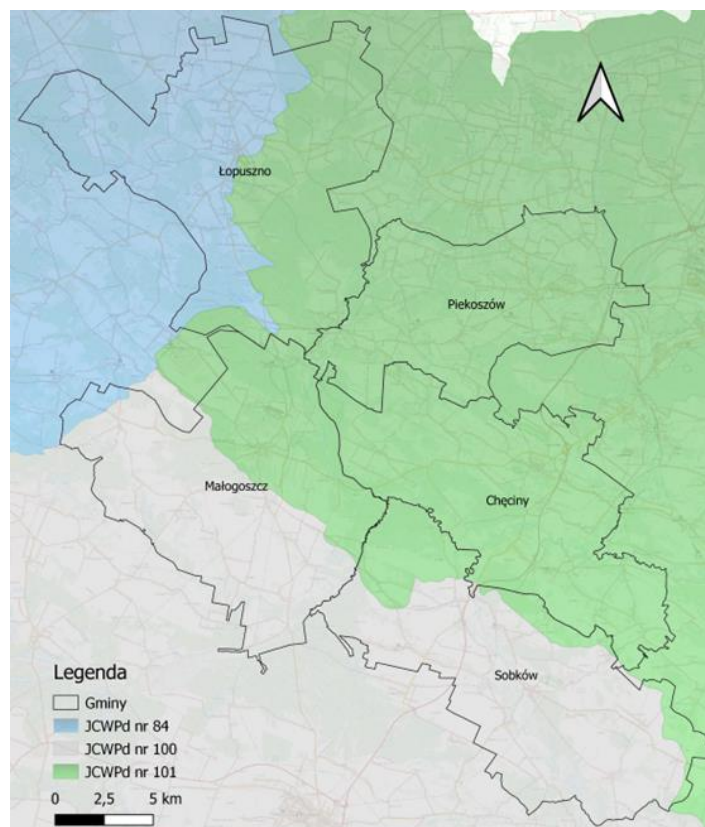 Łopuszno
Piekoszów
Małogoszcz
Chęciny
Sobków
Legenda
Gminy
JCWPd nr 84
JCWPd nr 100
JCWPd nr 101
0 2,5 5 km